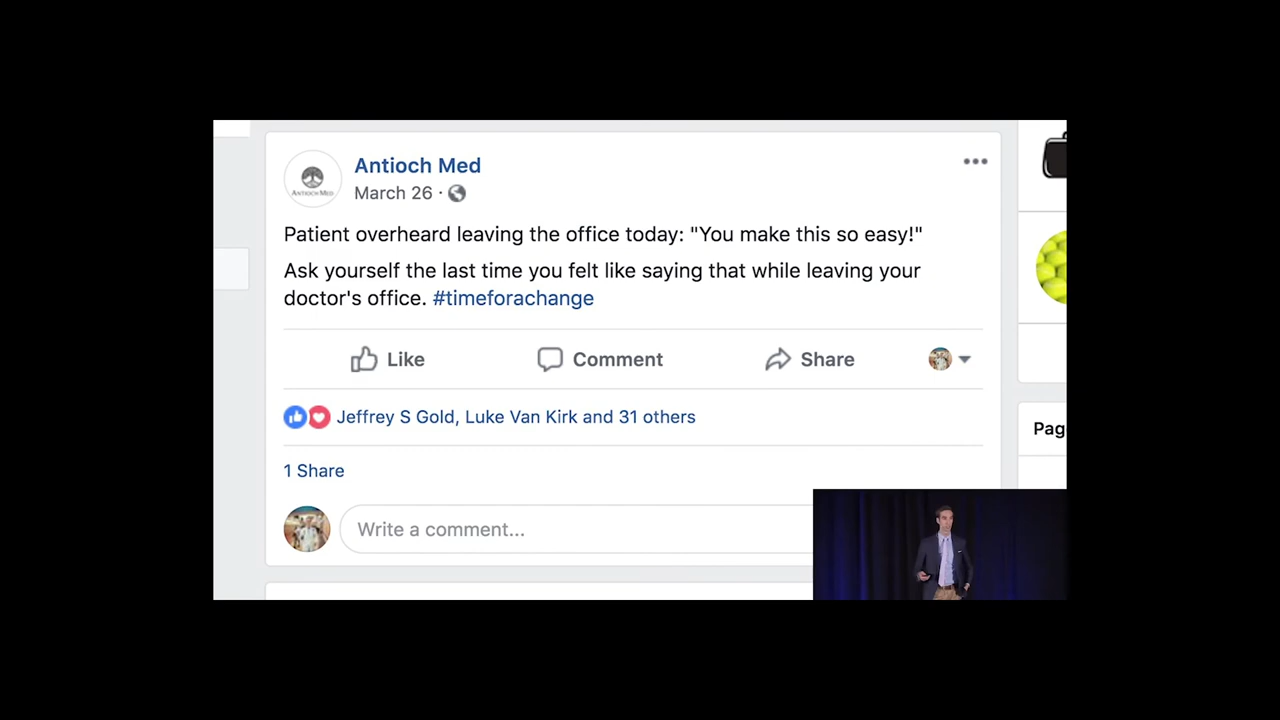 Antioch Med
March 26 ·
Patient overheard leaving the office today: "You make this so easy!"
Ask yourself the last time you felt like saying that while leaving your
doctor's office. #timeforachange
Like
Comment
Share
Jeffrey S Gold, Luke Van Kirk and 31 others
1 Share
Write a comment...
ANTIOCH MED
Pag